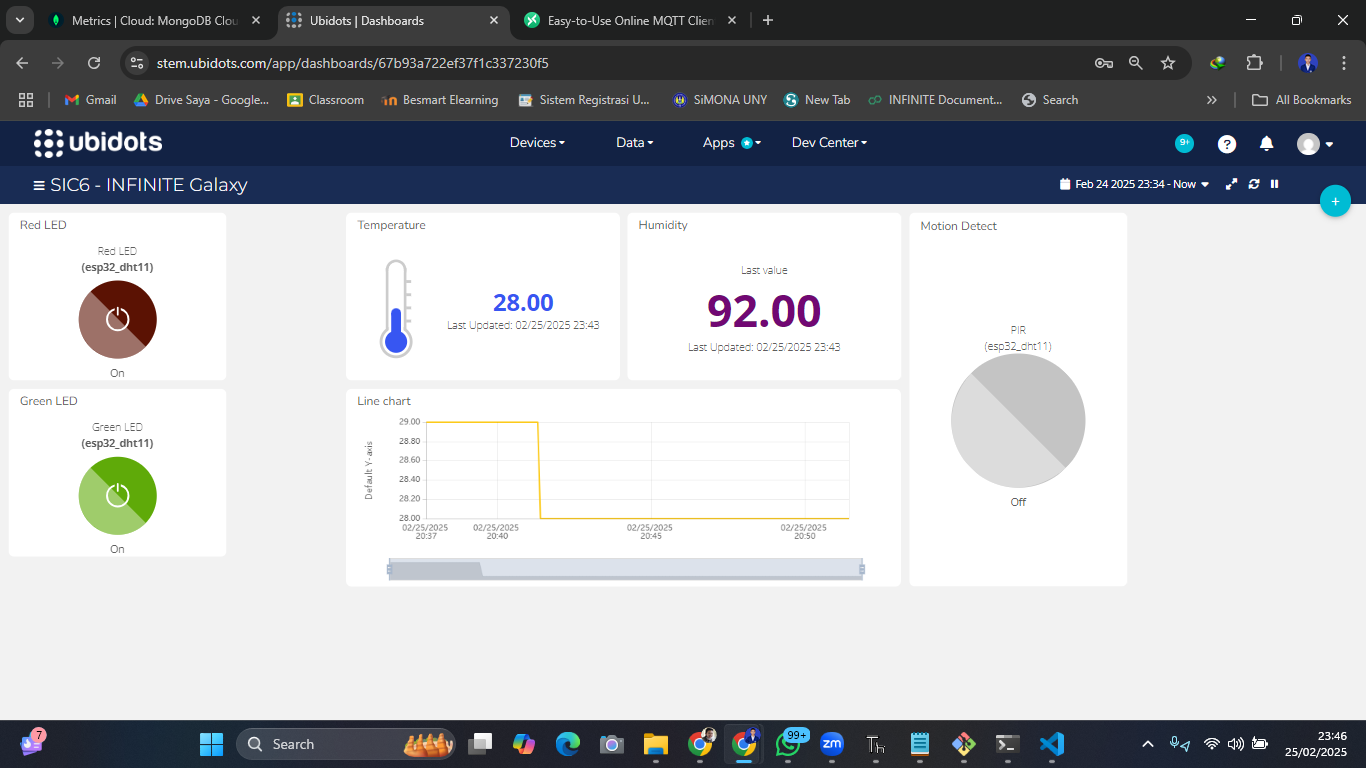 Metrics | Cloud: MongoDB Clou
Ubidots | Dashboards
Easy-to-Use Online MQTT Clien
stem.ubidots.com/app/dashboards/67b93a722ef37f1c337230f5
Gmail
Drive Saya - Google...
Classroom
Besmart Elearning
Sistem Registrasi U...
SiMONA UNY
New Tab
INFINITE Document...
Search
All Bookmarks
ubidots
Devices
Data
Apps
Dev Center
9+
?
SIC6 - INFINITE Galaxy
Feb 24 2025 23:34 - Now
+
Red LED
Red LED
(esp32_dht11)
On
Green LED
Green LED
(esp32_dht11)
On
Temperature
28.00
Last Updated: 02/25/2025 23:43
Humidity
Last value
92.00
Last Updated: 02/25/2025 23:43
Line chart
Default Y-axis
29.00
28.80
28.60
28.40
28.20
28.00
02/25/2025
20:37
02/25/2025
20:40
02/25/2025
20:45
02/25/2025
20:50
Motion Detect
PIR
(esp32_dht11)
Off
7
Search
99+
zm
Th
23:46
25/02/2025